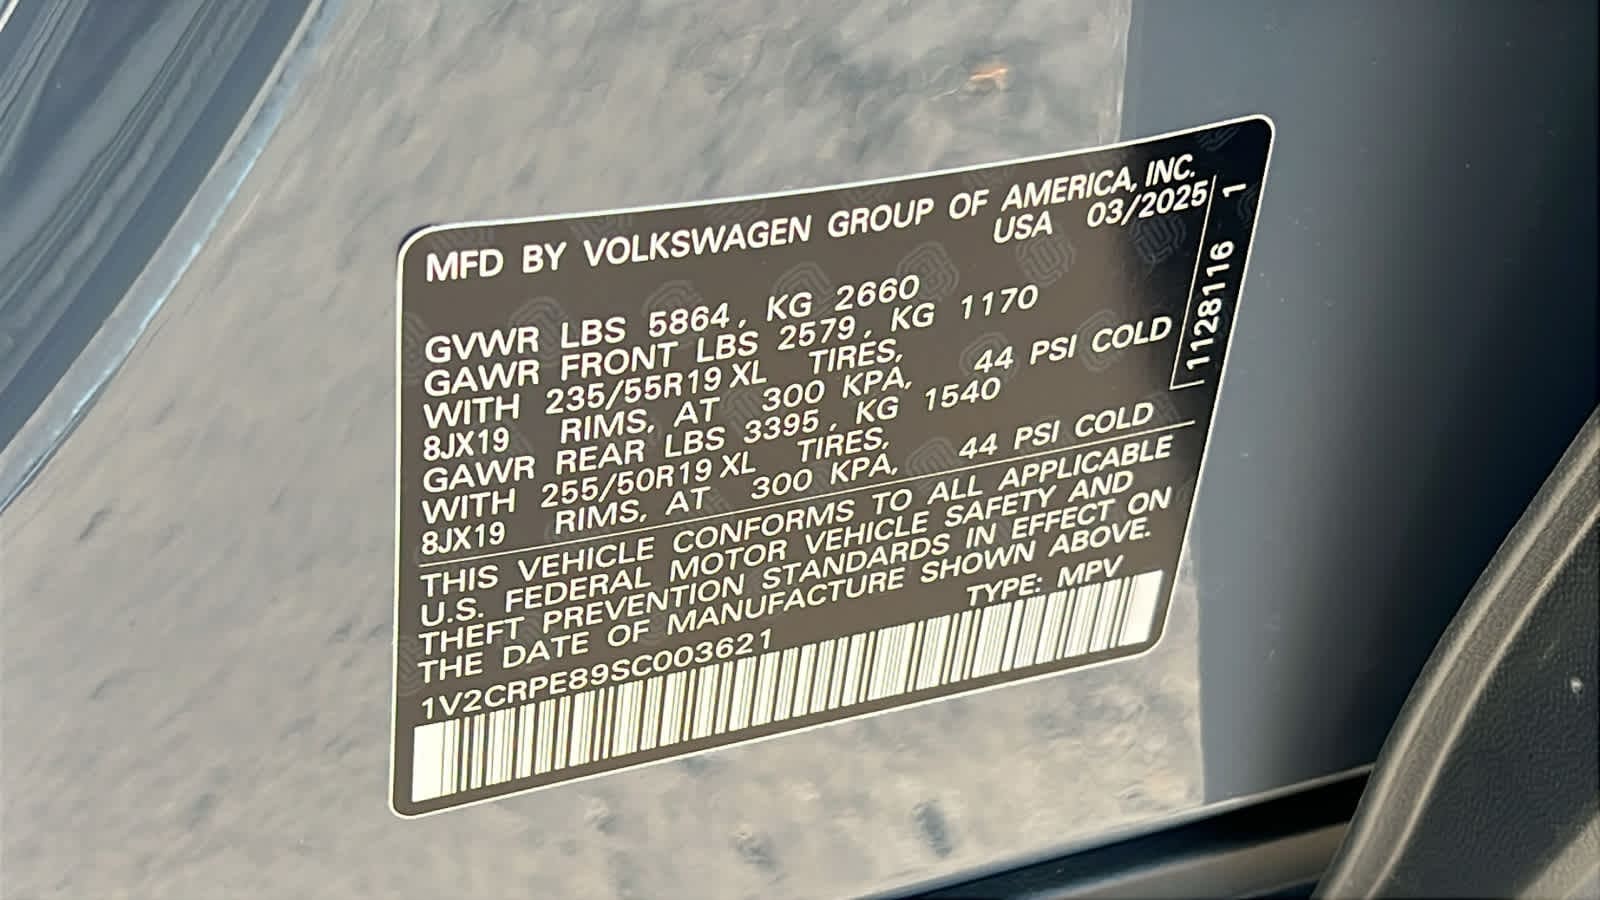 MFD BY VOLKSWAGEN GROUP OF AMERICA, INC.
USA 03/2025
GVWR LBS 5864, KG 2660
GAWR FRONT LBS 2579, KG 1170
WITH 235/55R19 XL TIRES,
8JX19 RIMS, AT 300 KPA, 44 PSI COLD
GAWR REAR LBS 3395, KG 1540
WITH 255/50R19 XL TIRES,
8JX19 RIMS, AT 300 KPA, 44 PSI COLD
THIS VEHICLE CONFORMS TO ALL APPLICABLE
U.S. FEDERAL MOTOR VEHICLE SAFETY AND
THEFT PREVENTION STANDARDS IN EFFECT ON
THE DATE OF MANUFACTURE SHOWN ABOVE.
1V2CRPE89SC003621 TYPE: MPV
1128116 1